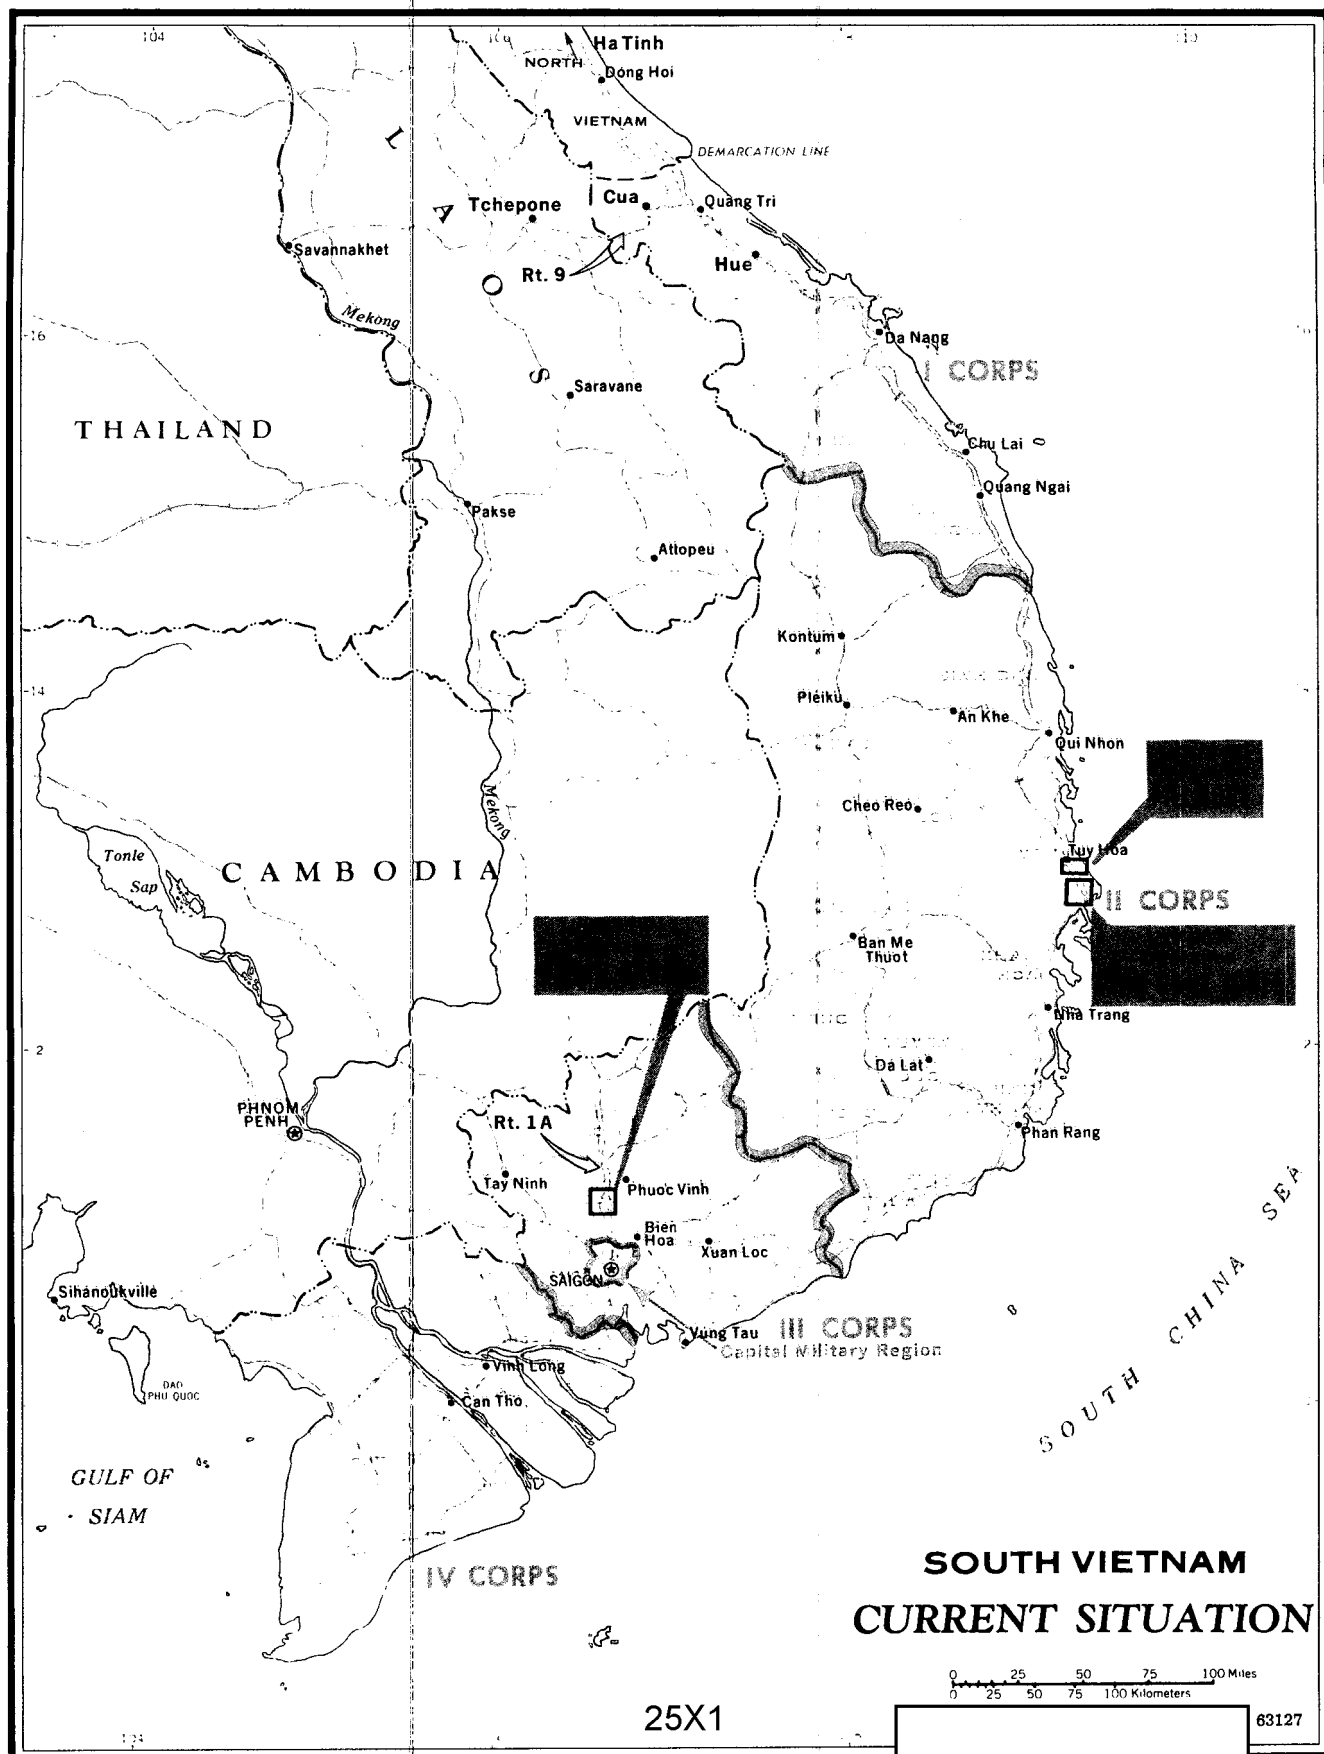 104
Ha Tinh
NORTH
Dong Hoi
VIETNAM
DEMARCATION LINE
L A O S
Tchepone
Cua
Quang Tri
Savannakhet
Rt. 9
Hue
Mekong
16
Da Nang
I CORPS
Saravane
THAILAND
Chu Lai
Quang Ngai
Pakse
Attopeu
Kontum
14
Pleiku
An Khe
Qui Nhon
Mekong
Cheo Reo
Tonle
Sap
CAMBODIA
Tuy Hoa
II CORPS
Ban Me
Thuot
Nha Trang
2
Da Lat
PHNOM
PENH
Rt. 1A
Phan Rang
Tay Ninh
Phuoc Vinh
Bien
Hoa
Xuan Loc
SAIGON
Sihanoukville
Vung Tau
III CORPS
Capital Military Region
SOUTH CHINA SEA
Vinh Long
DAO
PHU QUOC
Can Tho
GULF OF
SIAM
IV CORPS
SOUTH VIETNAM
CURRENT SITUATION
0 25 50 75 100 Miles
0 25 50 75 100 Kilometers
25X1
63127